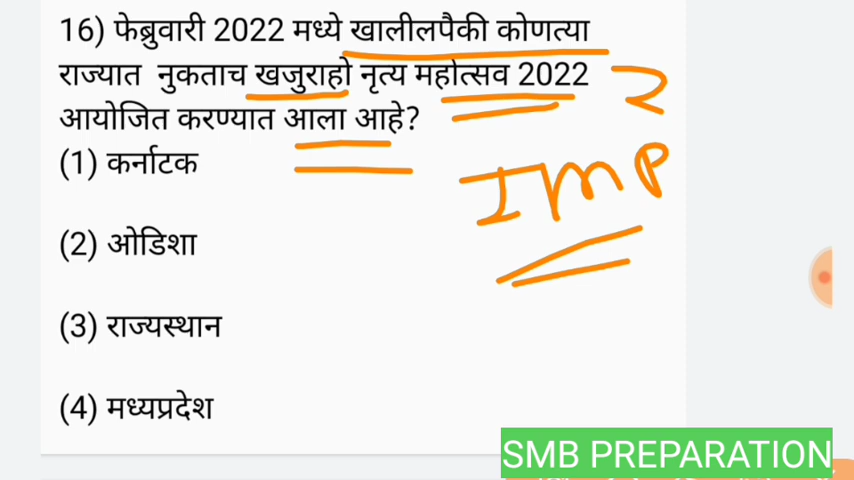 16) फेब्रुवारी 2022 मध्ये खालीलपैकी कोणत्या
राज्यात नुकताच खजुराहो नृत्य महोत्सव 2022
आयोजित करण्यात आला आहे?
IMP
(1) कर्नाटक
(2) ओडिशा
(3) राज्यस्थान
(4) मध्यप्रदेश
SMB PREPARATION